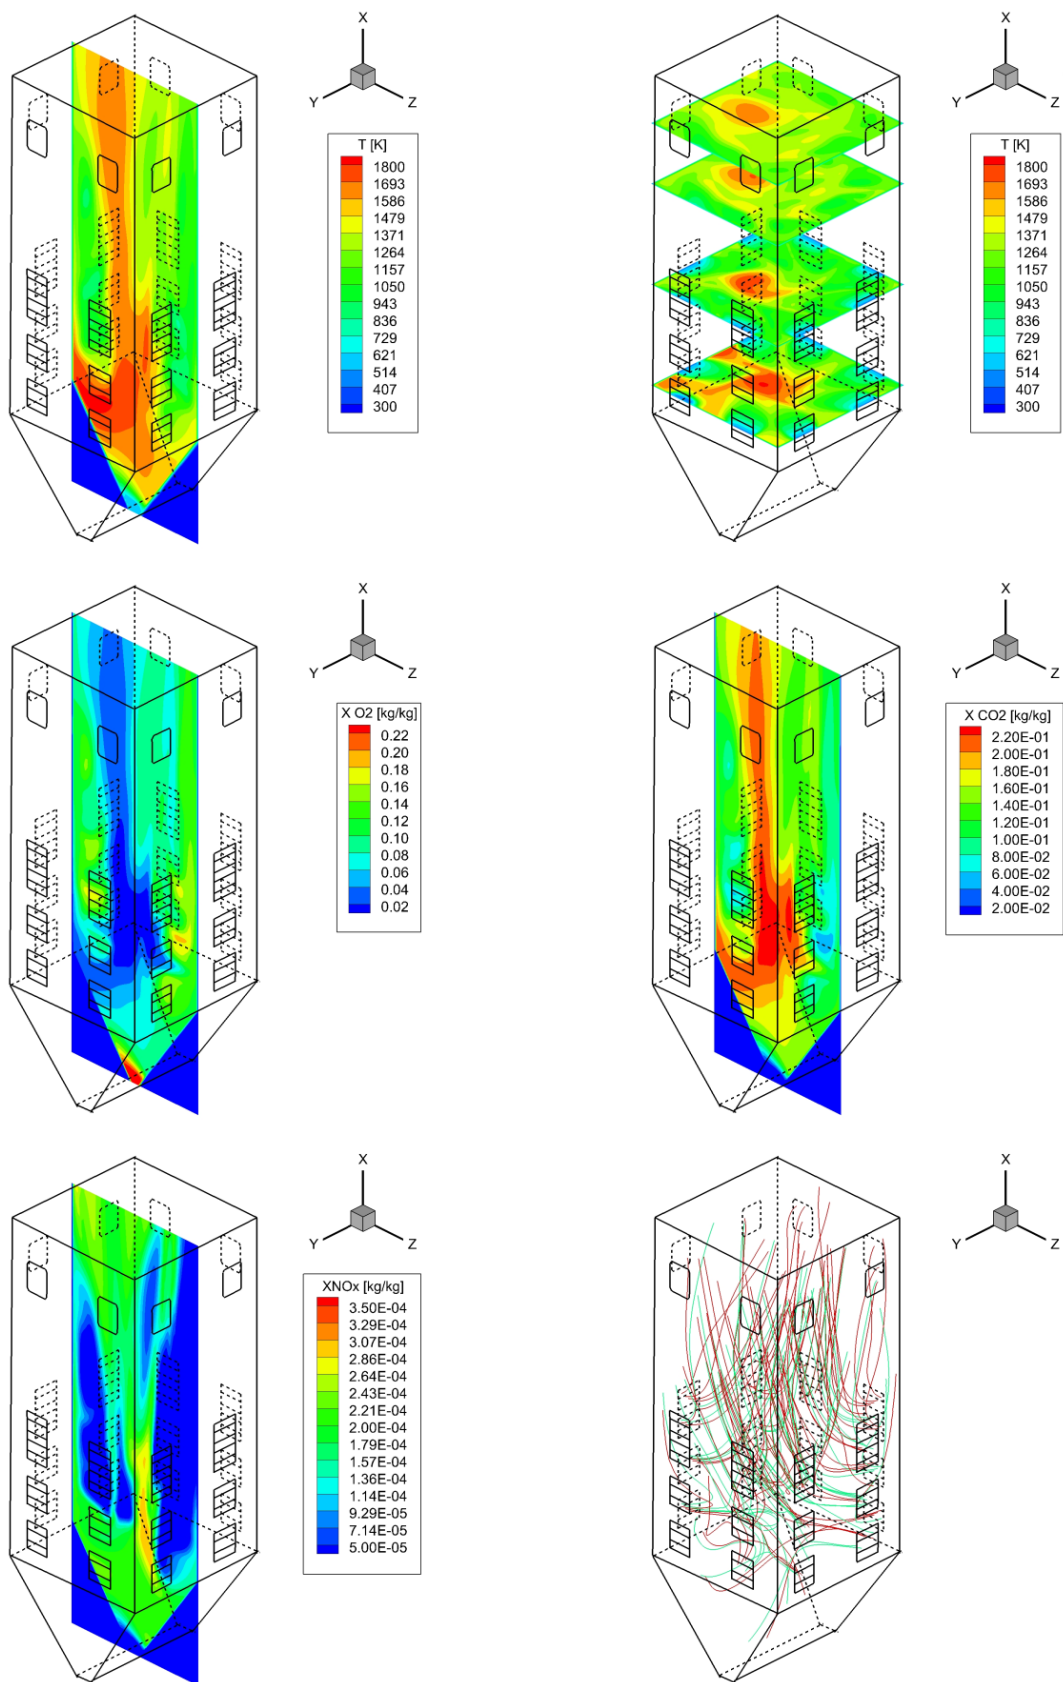 X
Y
Z
T [K]
1800
1693
1586
1479
1371
1264
1157
1050
943
836
729
621
514
407
300
X
Y
Z
T [K]
1800
1693
1586
1479
1371
1264
1157
1050
943
836
729
621
514
407
300
X
Y
Z
X O2 [kg/kg]
0.22
0.20
0.18
0.16
0.14
0.12
0.10
0.08
0.06
0.04
0.02
X
Y
Z
X CO2 [kg/kg]
2.20E-01
2.00E-01
1.80E-01
1.60E-01
1.40E-01
1.20E-01
1.00E-01
8.00E-02
6.00E-02
4.00E-02
2.00E-02
X
Y
Z
XNOx [kg/kg]
3.50E-04
3.29E-04
3.07E-04
2.86E-04
2.64E-04
2.43E-04
2.21E-04
2.00E-04
1.79E-04
1.57E-04
1.36E-04
1.14E-04
9.29E-05
7.14E-05
5.00E-05
X
Y
Z